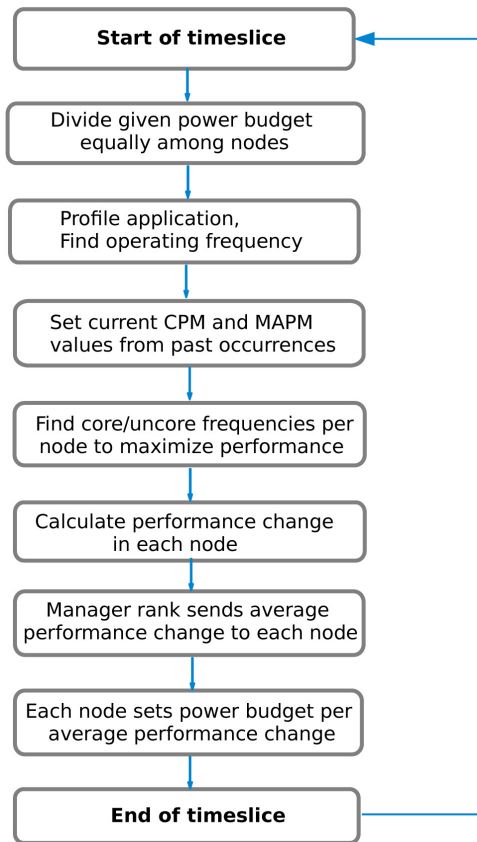 Start of timeslice
Divide given power budget
equally among nodes
Profile application,
Find operating frequency
Set current CPM and MAPM
values from past occurrences
Find core/uncore frequencies per
node to maximize performance
Calculate performance change
in each node
Manager rank sends average
performance change to each node
Each node sets power budget per
average performance change
End of timeslice